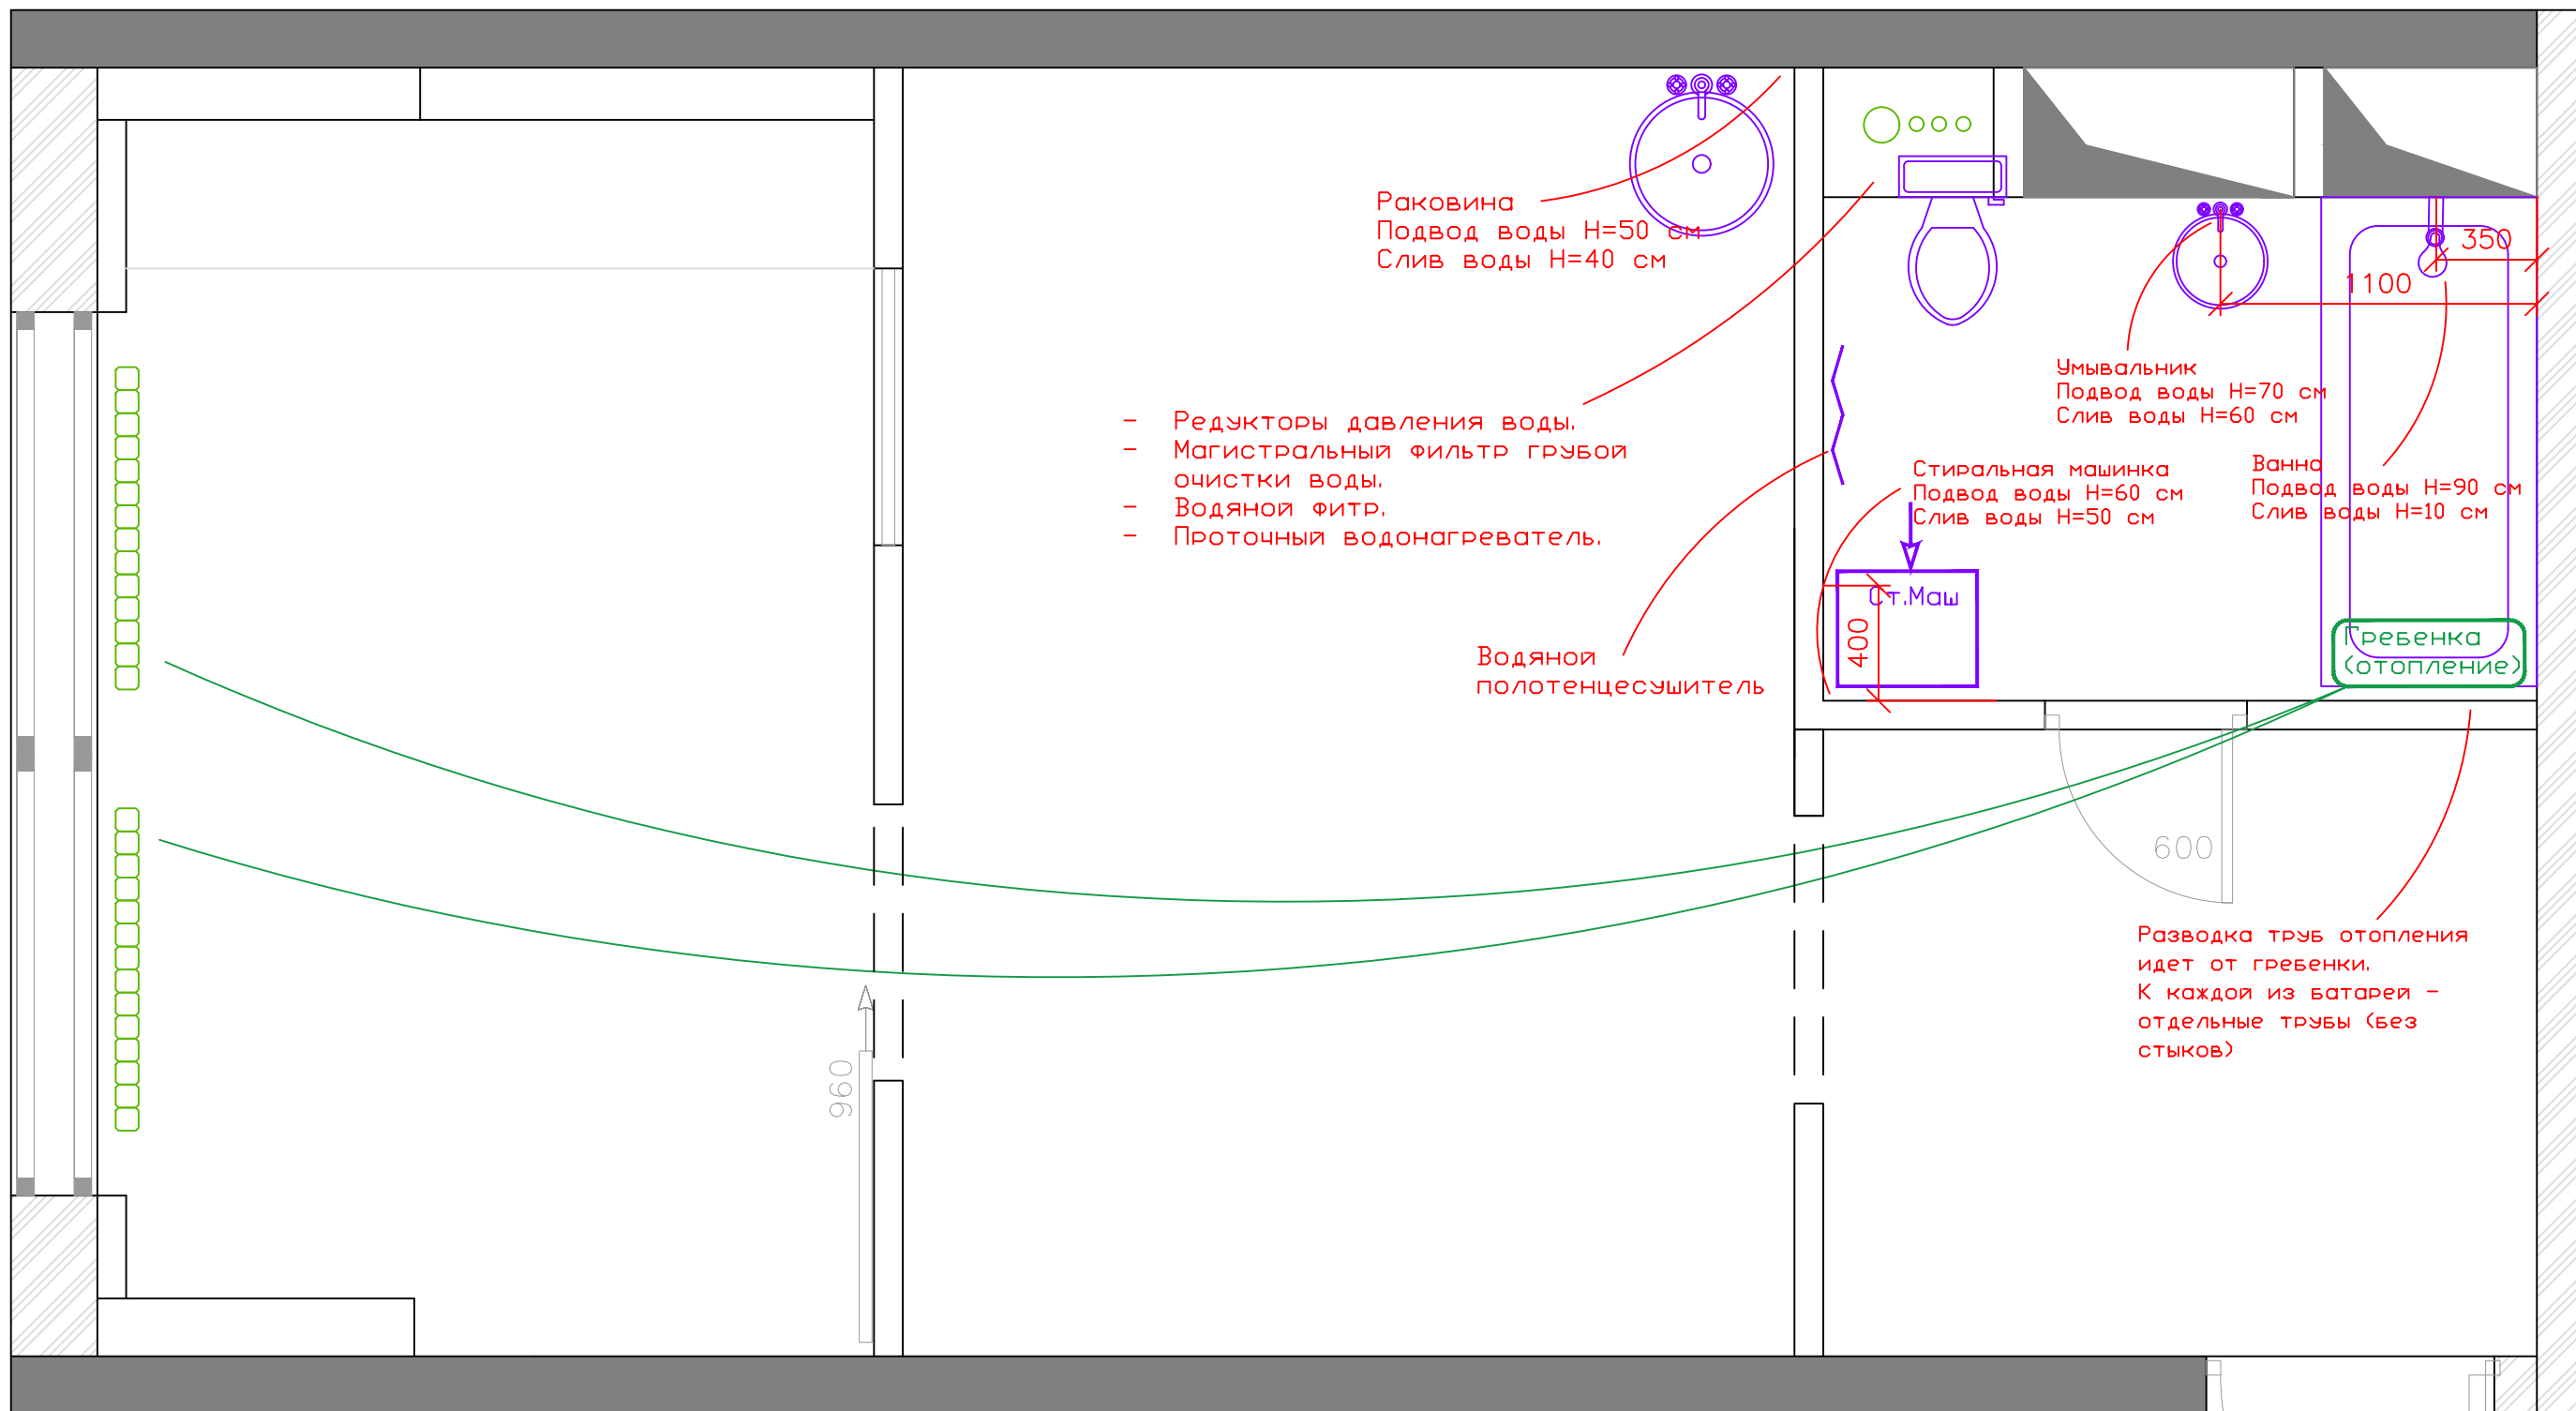 Раковина
Подвод воды H=50 см
Слив воды H=40 см
350
1100
Умывальник
Подвод воды H=70 см
Слив воды H=60 см
- Редукторы давления воды.
- Магистральный фильтр грубой
очистки воды.
- Водяной фитр.
- Проточный водонагреватель.
Стиральная машинка
Подвод воды H=60 см
Слив воды H=50 см
Ванна
Подвод воды H=90 см
Слив воды H=10 см
Ст.Маш
400
Гребенка
(отопление)
Водяной
полотенцесушитель
600
Разводка труб отопления
идет от гребенки.
К каждой из батарей -
отдельные трубы (без
стыков)
960